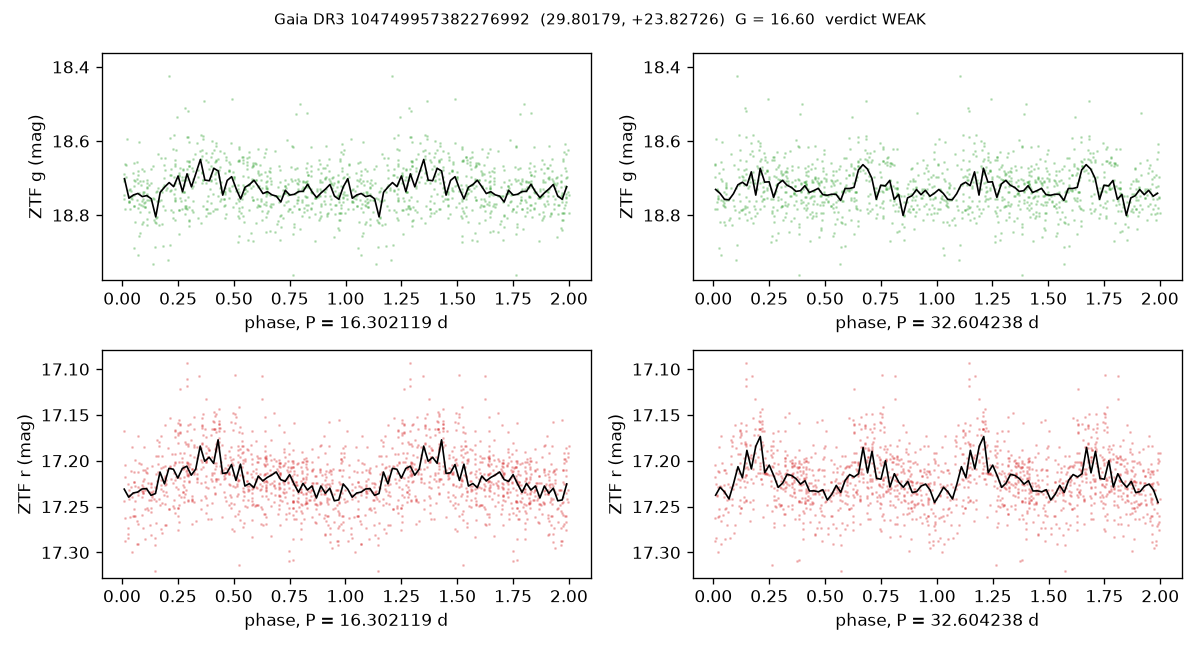 Gaia DR3 104749957382276992  (29.80179, +23.82726)  G = 16.60  verdict WEAK
18.4
18.6
18.8
ZTF g (mag)
0.00 0.25 0.50 0.75 1.00 1.25 1.50 1.75 2.00
phase, P = 16.302119 d
18.4
18.6
18.8
ZTF g (mag)
0.00 0.25 0.50 0.75 1.00 1.25 1.50 1.75 2.00
phase, P = 32.604238 d
17.10
17.15
17.20
17.25
17.30
ZTF r (mag)
0.00 0.25 0.50 0.75 1.00 1.25 1.50 1.75 2.00
phase, P = 16.302119 d
17.10
17.15
17.20
17.25
17.30
ZTF r (mag)
0.00 0.25 0.50 0.75 1.00 1.25 1.50 1.75 2.00
phase, P = 32.604238 d